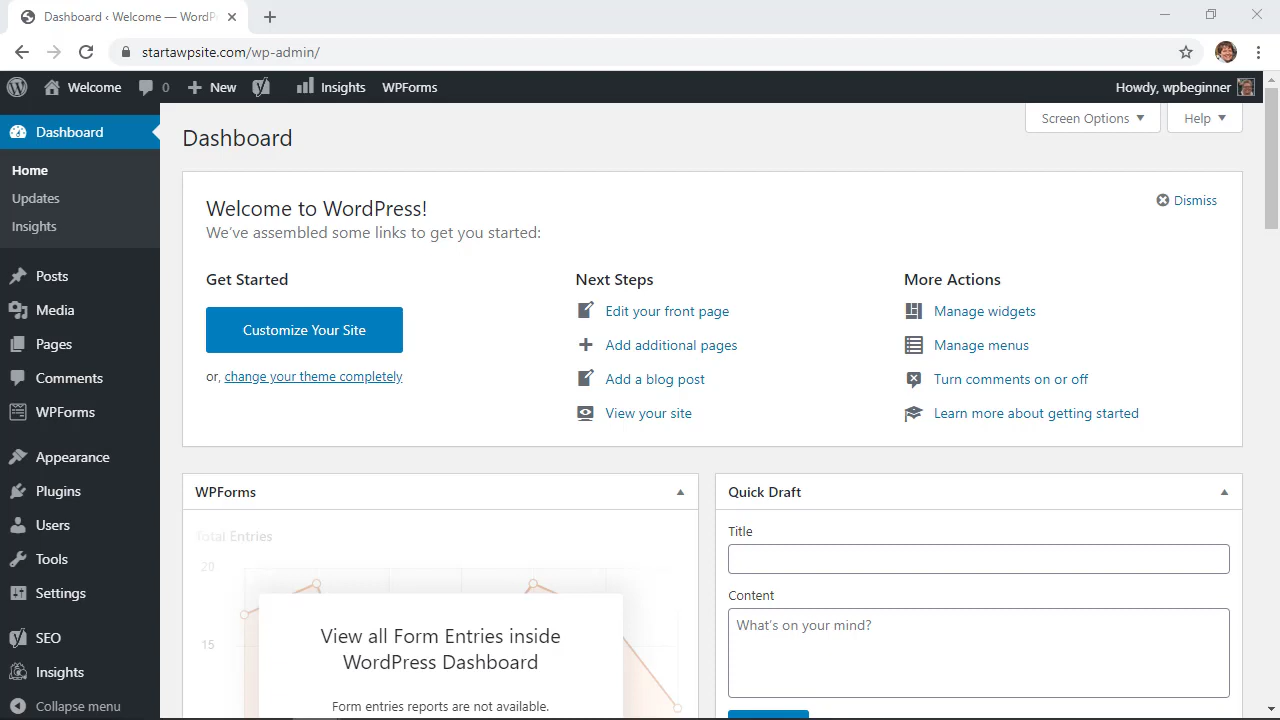 Dashboard ‹ Welcome — WordP
startawpsite.com/wp-admin/
Welcome
0
New
Insights
WPForms
Howdy, wpbeginner
Dashboard
Home
Updates
Insights
Posts
Media
Pages
Comments
WPForms
Appearance
Plugins
Users
Tools
Settings
SEO
Insights
Collapse menu
Dashboard
Screen Options
Help
Welcome to WordPress!
We've assembled some links to get you started:
Dismiss
Get Started
Customize Your Site
or, change your theme completely
Next Steps
Edit your front page
Add additional pages
Add a blog post
View your site
More Actions
Manage widgets
Manage menus
Turn comments on or off
Learn more about getting started
WPForms
Total Entries
20
15
View all Form Entries inside
WordPress Dashboard
Form entries reports are not available.
Quick Draft
Title
Content
What's on your mind?